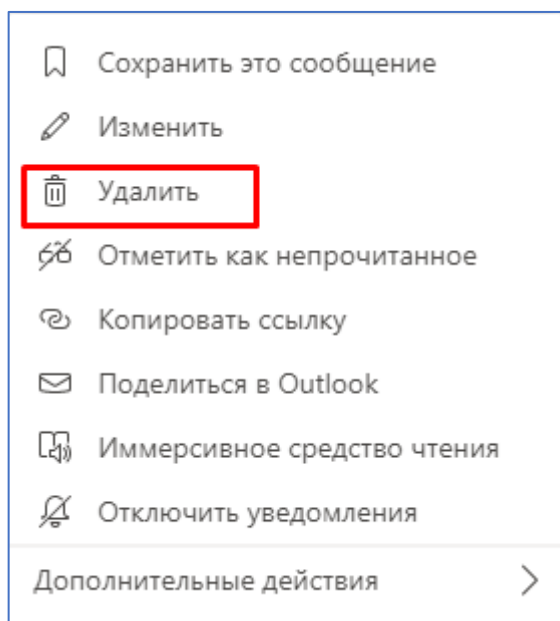 Сохранить это сообщение
Изменить
Удалить
Отметить как непрочитанное
Копировать ссылку
Поделиться в Outlook
Иммерсивное средство чтения
Отключить уведомления
Дополнительные действия